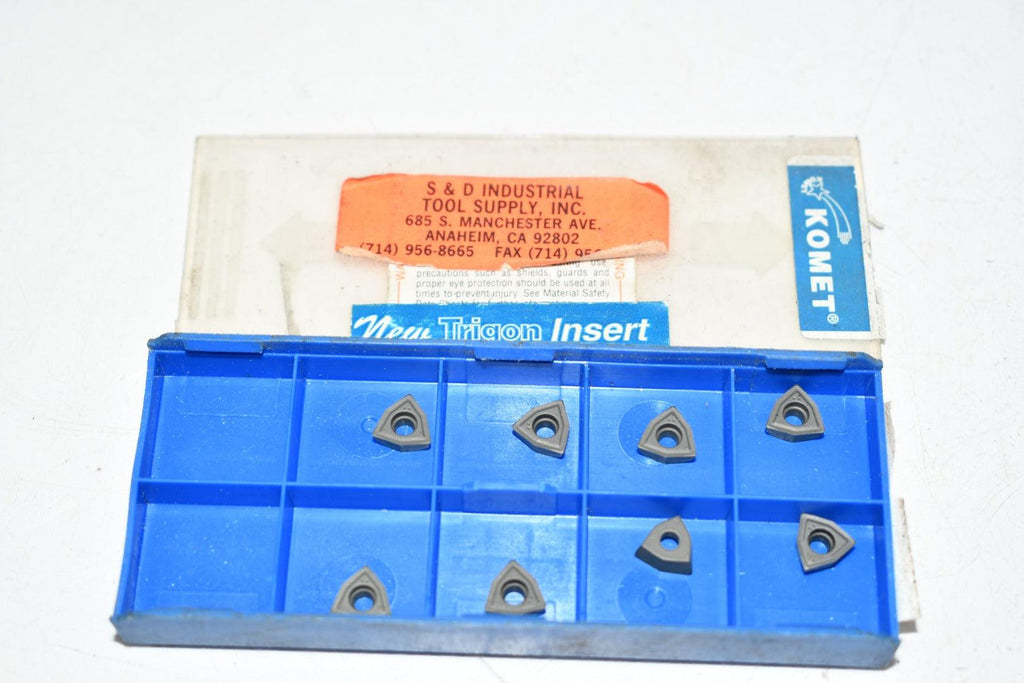 S & D INDUSTRIAL
TOOL SUPPLY, INC.
685 S. MANCHESTER AVE.
ANAHEIM, CA 92802
(714) 956-8665 FAX (714) 956
use
precautions such as shields, guards and
proper eye protection should be used at all
times to prevent injury. See Material Safety
New Trigon Insert
KOMET®